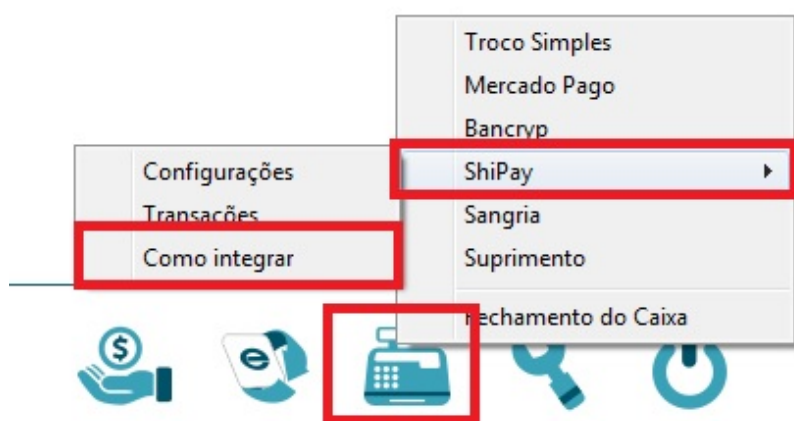 Troco Simples
Mercado Pago
Bancryp
ShiPay
Sangria
Suprimento
Fechamento do Caixa
Configurações
Transações
Como integrar
$
e